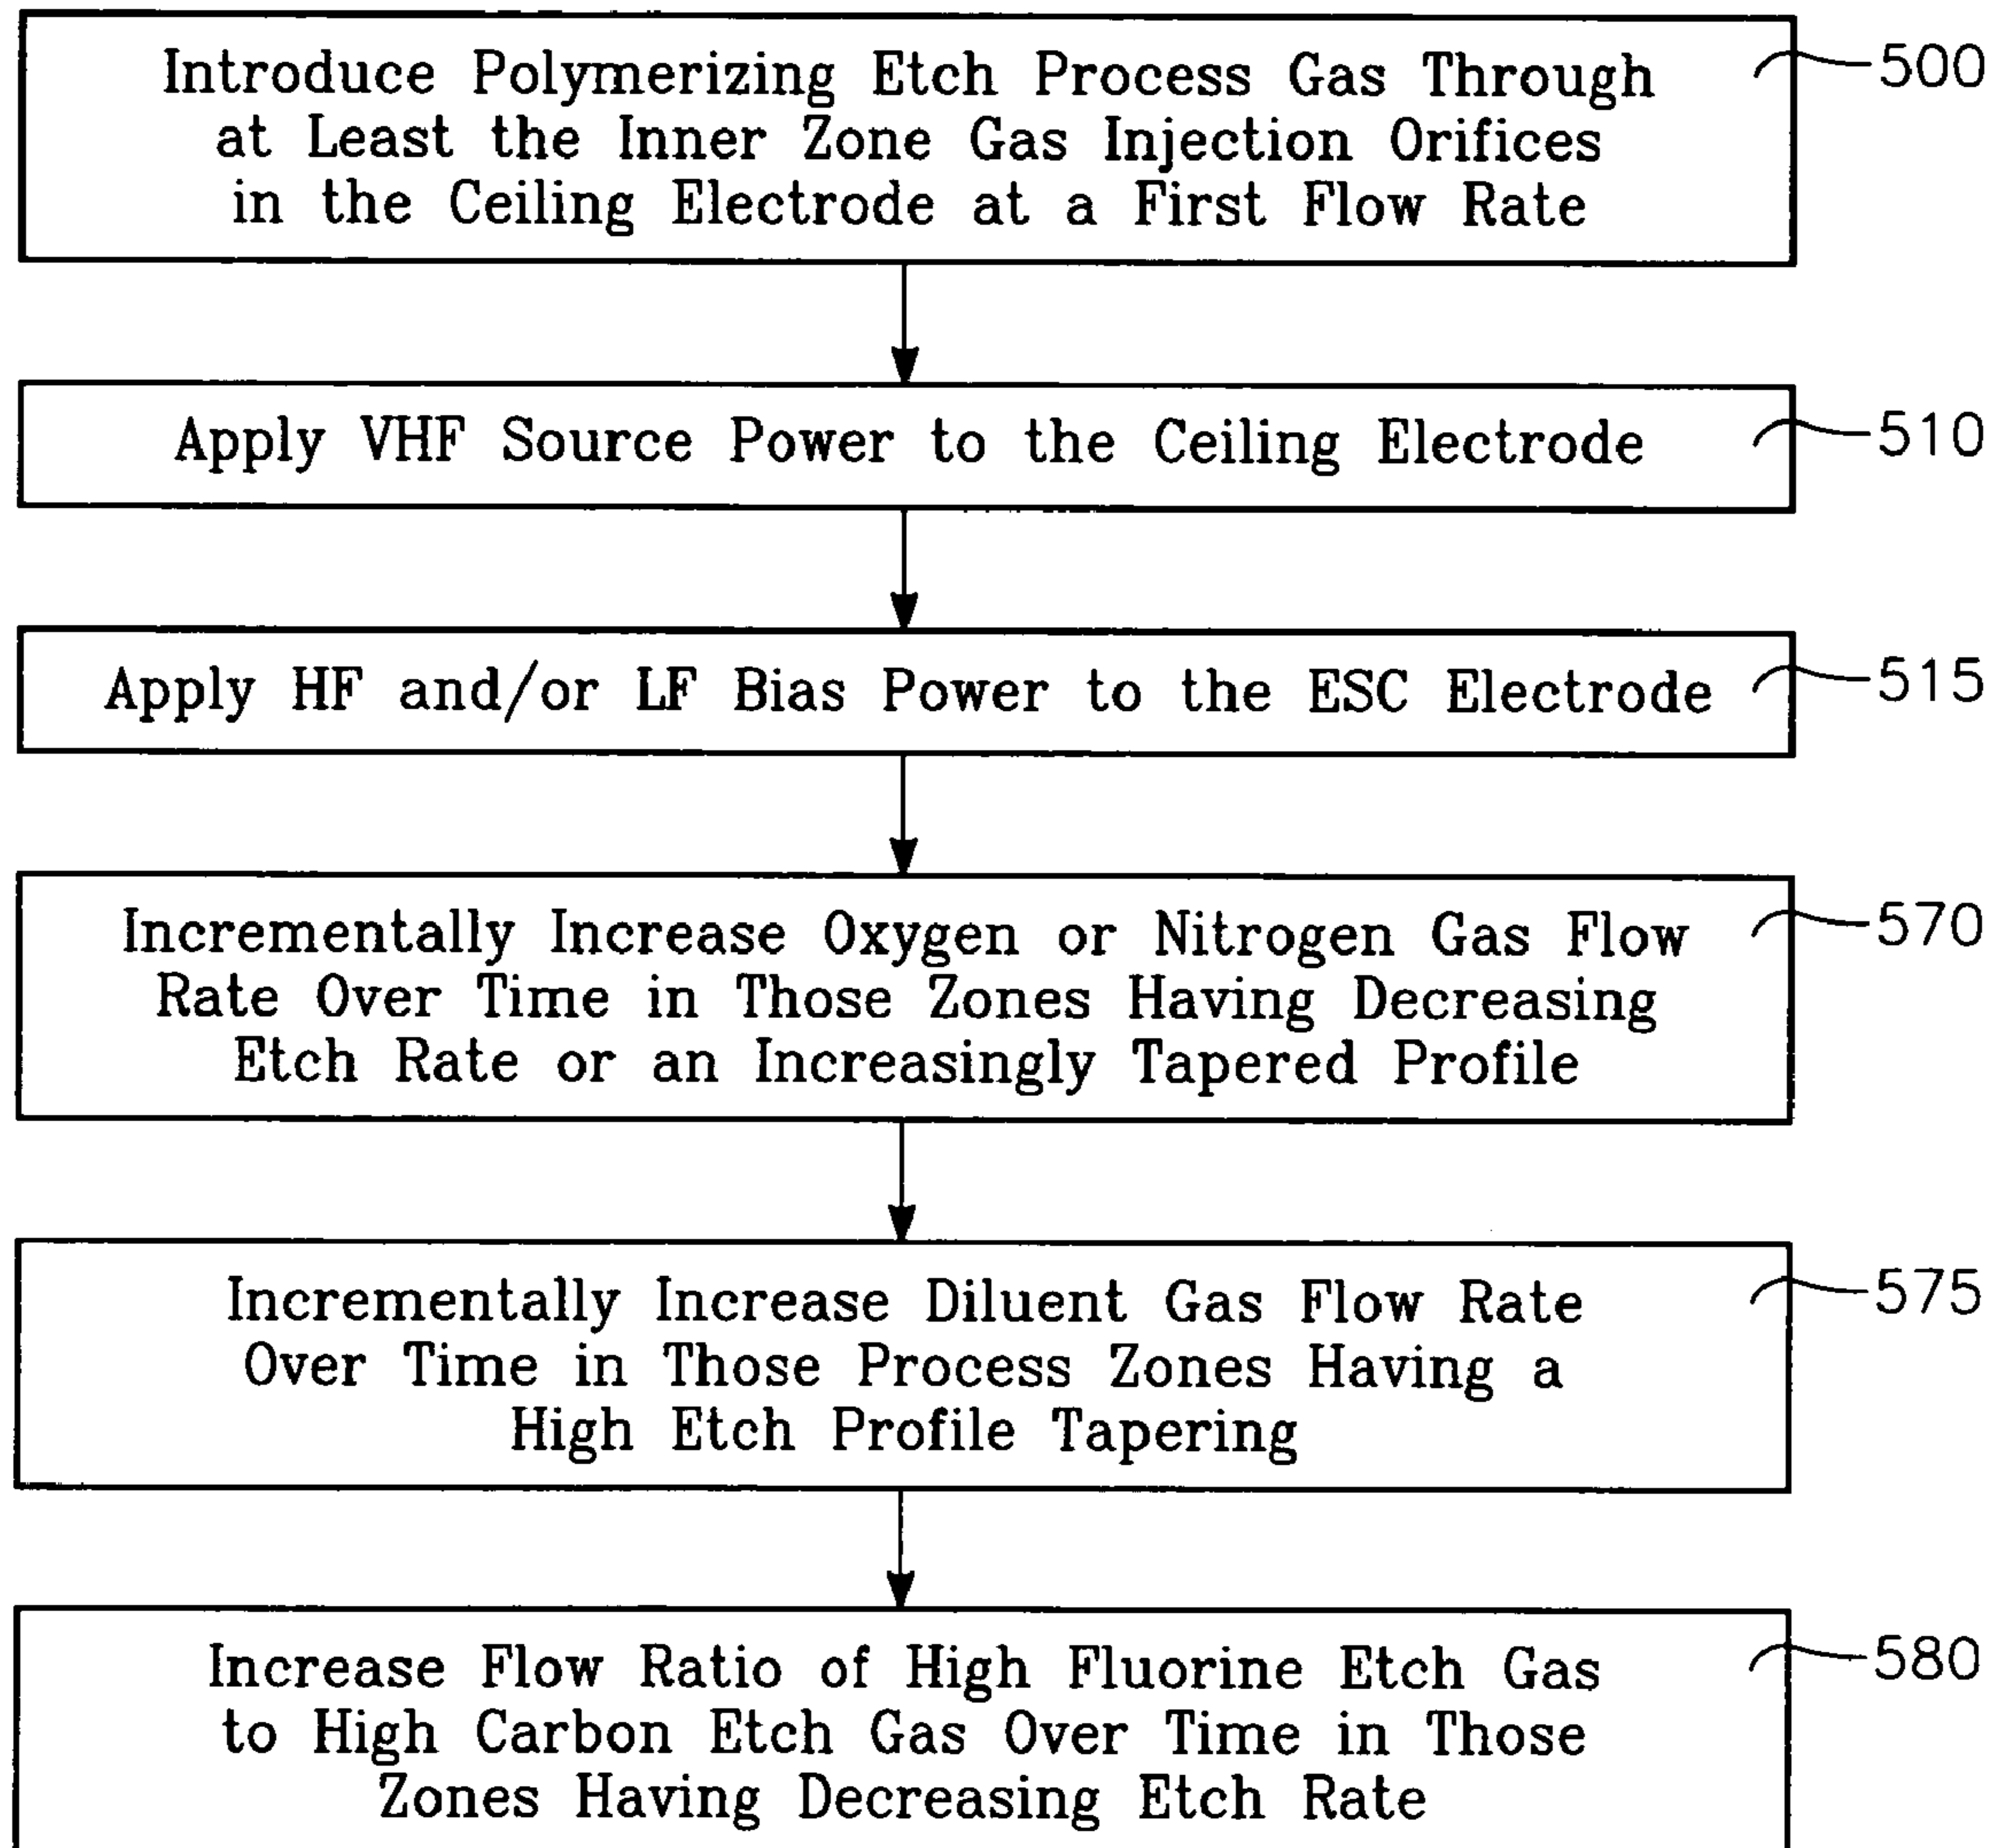 Introduce Polymerizing Etch Process Gas Through
at Least the Inner Zone Gas Injection Orifices
in the Ceiling Electrode at a First Flow Rate
500
Apply VHF Source Power to the Ceiling Electrode
510
Apply HF and/or LF Bias Power to the ESC Electrode
515
Incrementally Increase Oxygen or Nitrogen Gas Flow
Rate Over Time in Those Zones Having Decreasing
Etch Rate or an Increasingly Tapered Profile
570
Incrementally Increase Diluent Gas Flow Rate
Over Time in Those Process Zones Having a
High Etch Profile Tapering
575
Increase Flow Ratio of High Fluorine Etch Gas
to High Carbon Etch Gas Over Time in Those
Zones Having Decreasing Etch Rate
580